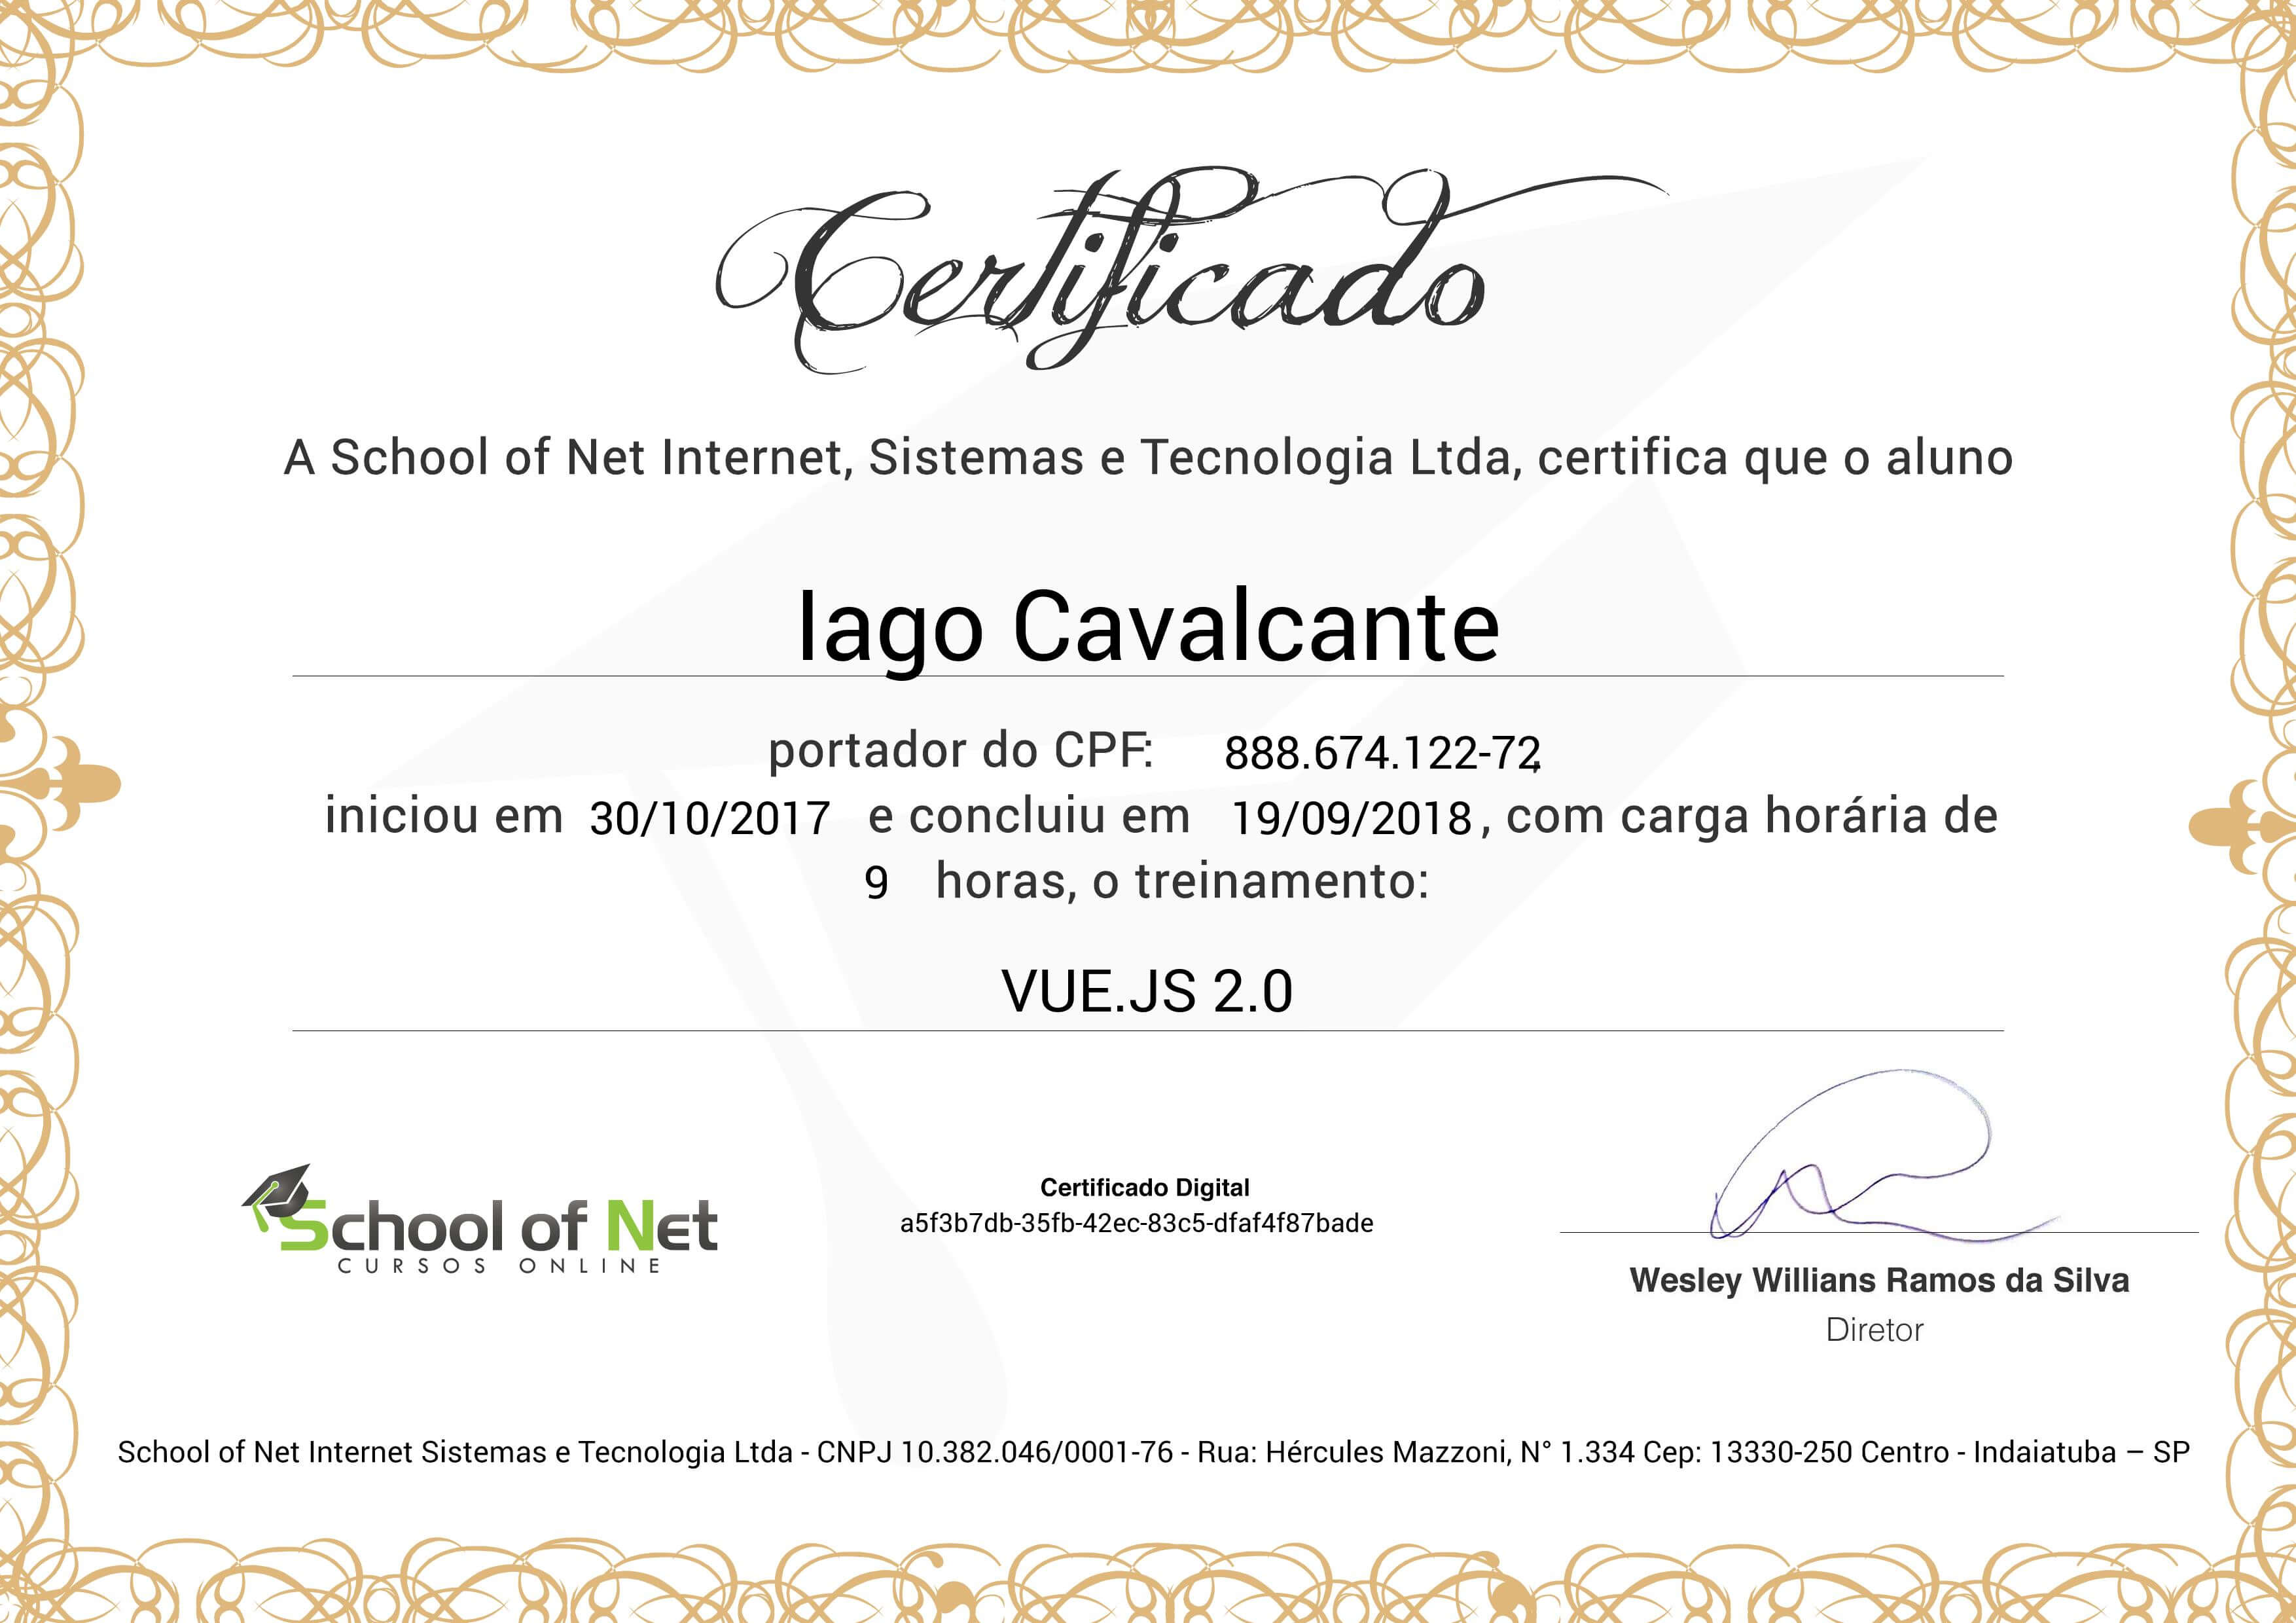 Certificado
A School of Net Internet, Sistemas e Tecnologia Ltda, certifica que o aluno
Iago Cavalcante
portador do CPF: 888.674.122-72,
iniciou em 30/10/2017 e concluiu em 19/09/2018, com carga horária de
9 horas, o treinamento:
VUE.JS 2.0
School of Net
CURSOS ONLINE
Certificado Digital
a5f3b7db-35fb-42ec-83c5-dfaf4f87bade
Wesley Willians Ramos da Silva
Diretor
School of Net Internet Sistemas e Tecnologia Ltda - CNPJ 10.382.046/0001-76 - Rua: Hércules Mazzoni, N° 1.334 Cep: 13330-250 Centro - Indaiatuba – SP